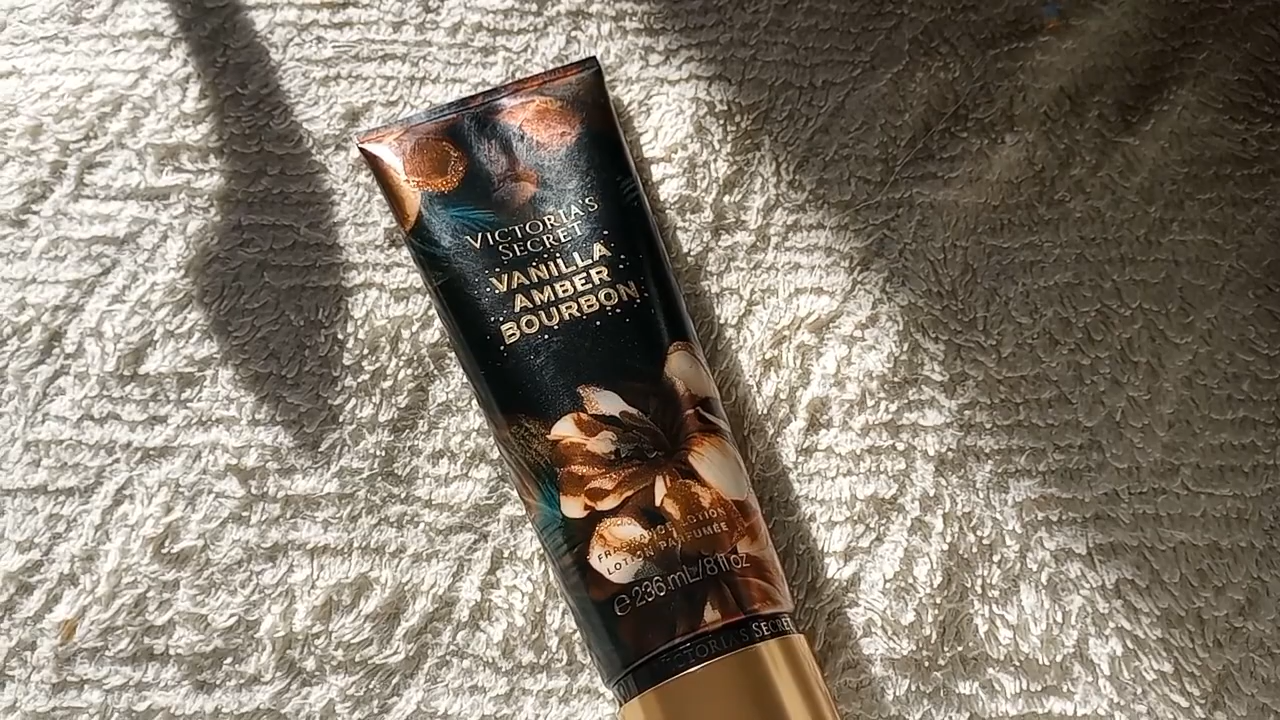 VICTORIA'S
SECRET
VANILLA
AMBER
BOURBON
FRAGRANCE LOTION
LOTION PARFUMÉE
℮ 236 mL/8 fl oz
VICTORIA'S SECRET